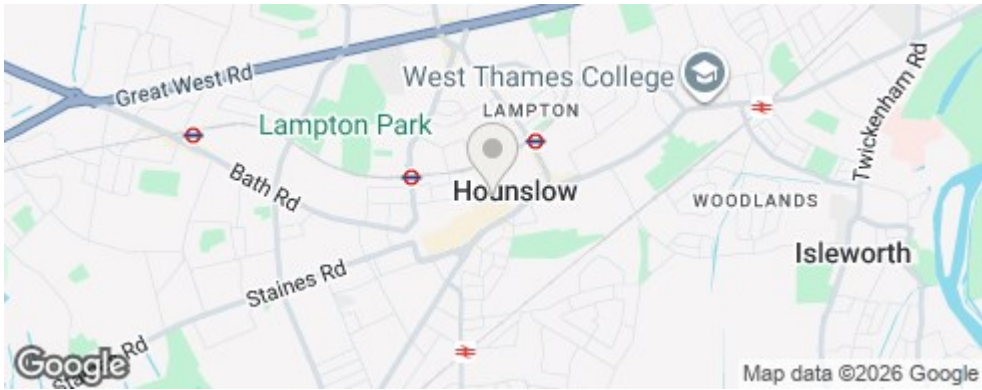 Great West Rd
West Thames College
Twickenham Rd
LAMPTON
Lampton Park
Bath Rd
Hounslow
WOODLANDS
Isleworth
Staines Rd
Rd
Google
Map data ©2026 Google